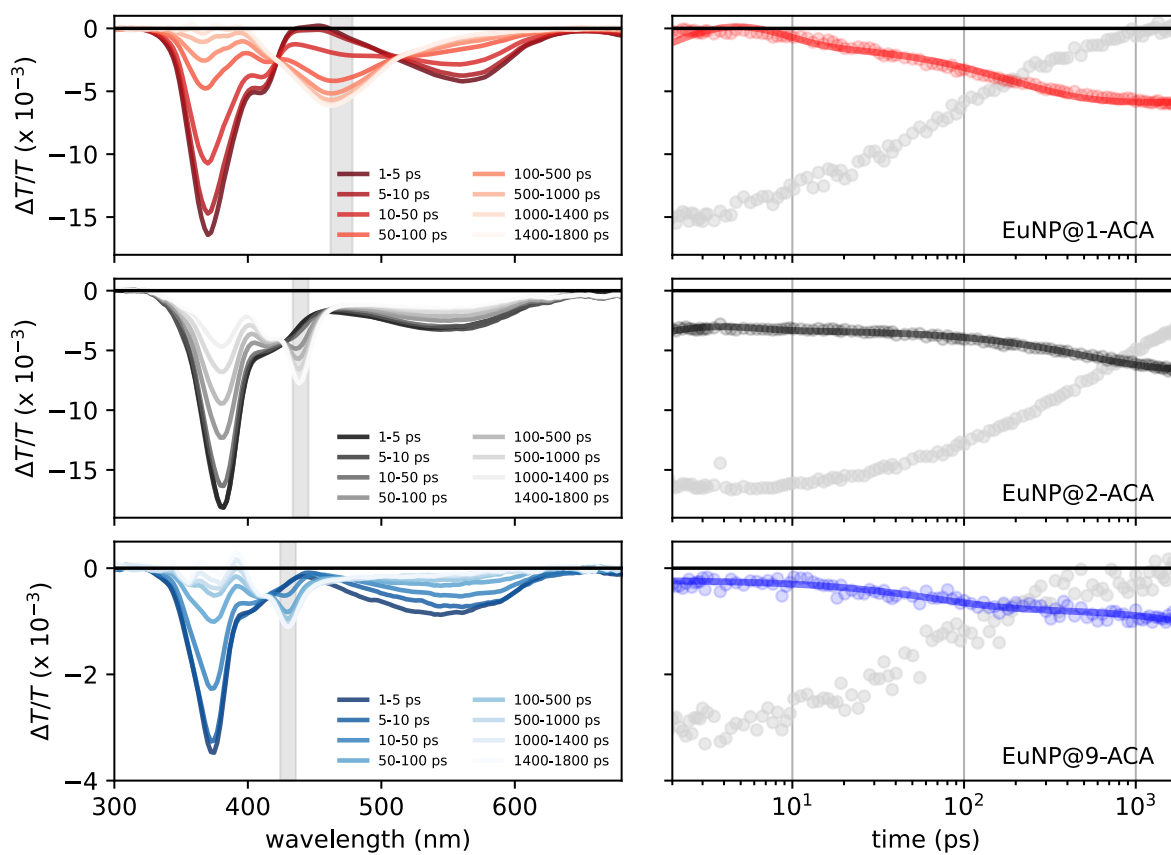 0
−5
−10
−15
ΔT/T (x 10⁻³)
1-5 ps
5-10 ps
10-50 ps
50-100 ps
100-500 ps
500-1000 ps
1000-1400 ps
1400-1800 ps
EuNP@1-ACA
0
−5
−10
−15
ΔT/T (x 10⁻³)
1-5 ps
5-10 ps
10-50 ps
50-100 ps
100-500 ps
500-1000 ps
1000-1400 ps
1400-1800 ps
EuNP@2-ACA
0
−2
−4
ΔT/T (x 10⁻³)
1-5 ps
5-10 ps
10-50 ps
50-100 ps
100-500 ps
500-1000 ps
1000-1400 ps
1400-1800 ps
EuNP@9-ACA
300 400 500 600
wavelength (nm)
10¹ 10² 10³
time (ps)